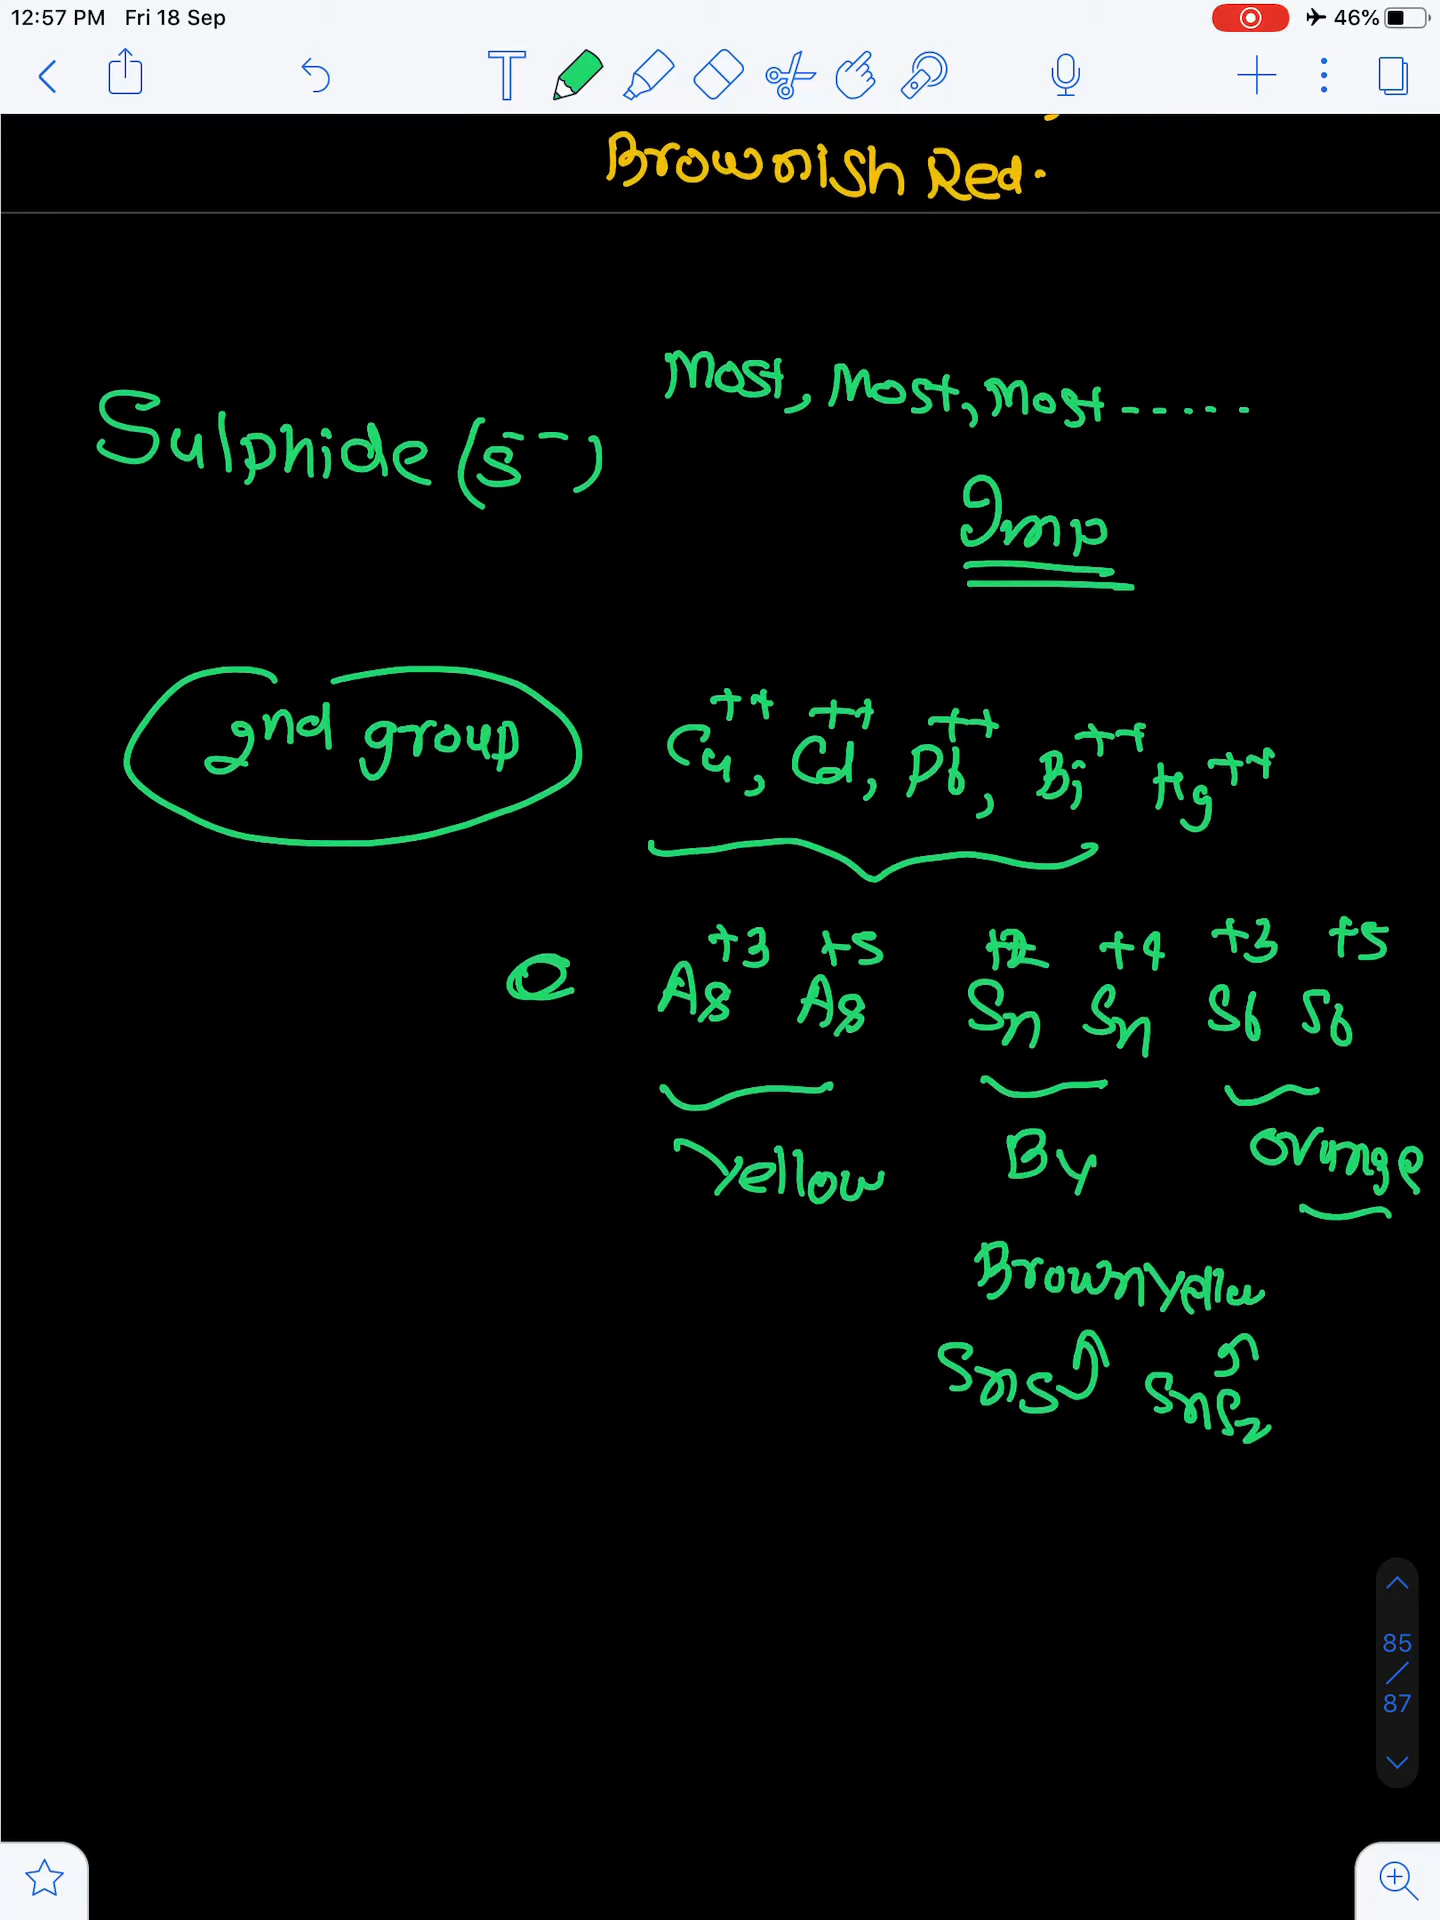 12:57 PM Fri 18 Sep 46%
T
Brownish Red.
Most, Most, Most -----
Sulphide (S--)
Imp
2nd group
Cu++, Cd++, Pb++, Bi++ Hg++
As+3 As+5 Sn+2 Sn+4 Sb+3 Sb+5
Yellow By orange
Brown Yellow
SnS SnS2
85
/
87